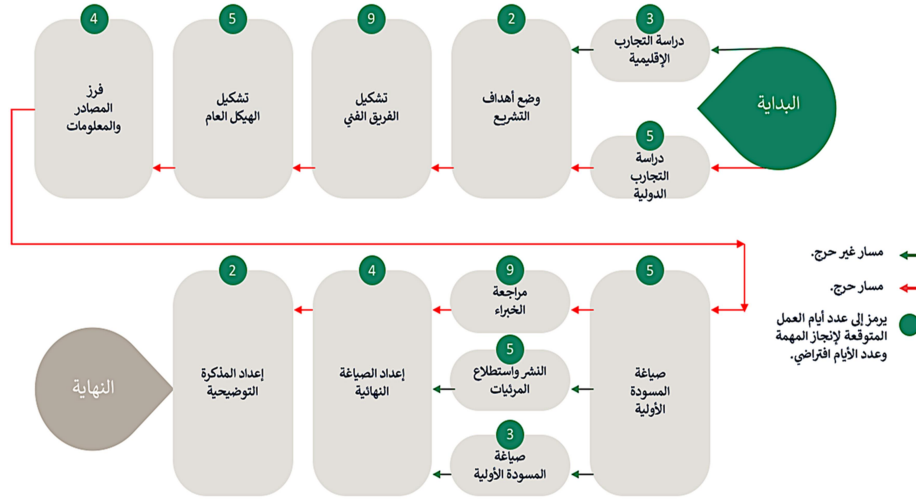 البداية
3
دراسة التجارب
الإقليمية
5
دراسة
التجارب
الدولية
2
وضع أهداف
التشريع
9
تشكيل
الفريق الفني
5
تشكيل
الهيكل العام
4
فرز
المصادر
والمعلومات
5
صياغة
المسودة
الأولية
9
مراجعة
الخبراء
5
النشر واستطلاع
المرئيات
3
صياغة
المسودة الأولية
4
إعداد الصياغة
النهائية
2
إعداد المذكرة
التوضيحية
النهاية
مسار غير حرج.
مسار حرج.
يرمز إلى عدد أيام العمل
المتوقعة لإنجاز المهمة
وعدد الأيام افتراضي.